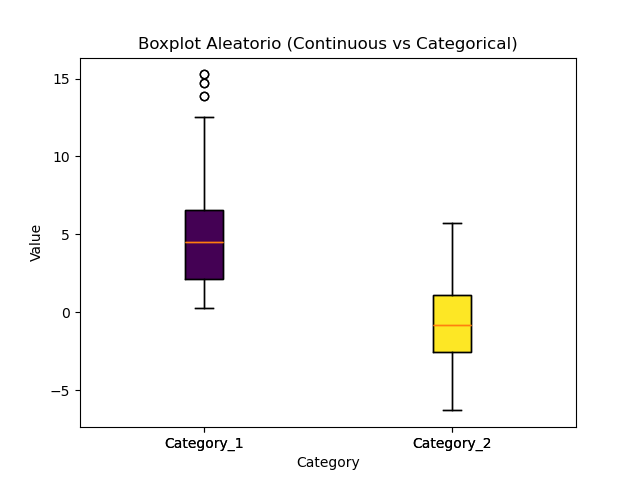 Boxplot Aleatorio (Continuous vs Categorical)
15
10
5
0
−5
Value
Category_1
Category_2
Category